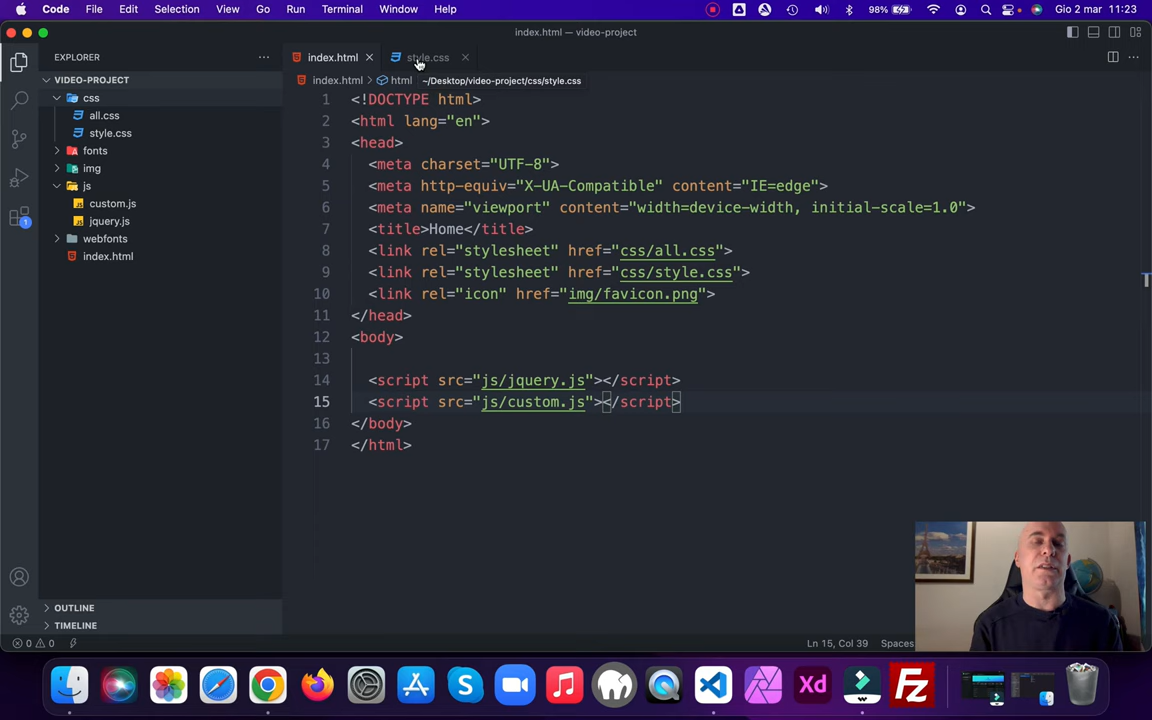 Code File Edit Selection View Go Run Terminal Window Help 98% Gio 2 mar 11:23
index.html — video-project
EXPLORER
index.html style.css
VIDEO-PROJECT
index.html > html ~/Desktop/video-project/css/style.css
css
all.css
style.css
fonts
img
js
custom.js
jquery.js
webfonts
index.html
1 <!DOCTYPE html>
2 <html lang="en">
3 <head>
4 <meta charset="UTF-8">
5 <meta http-equiv="X-UA-Compatible" content="IE=edge">
6 <meta name="viewport" content="width=device-width, initial-scale=1.0">
7 <title>Home</title>
8 <link rel="stylesheet" href="css/all.css">
9 <link rel="stylesheet" href="css/style.css">
10 <link rel="icon" href="img/favicon.png">
11 </head>
12 <body>
13
14 <script src="js/jquery.js"></script>
15 <script src="js/custom.js"></script>
16 </body>
17 </html>
1
OUTLINE
TIMELINE
0 0
Ln 15, Col 39 Spaces
S
Xd
Fz